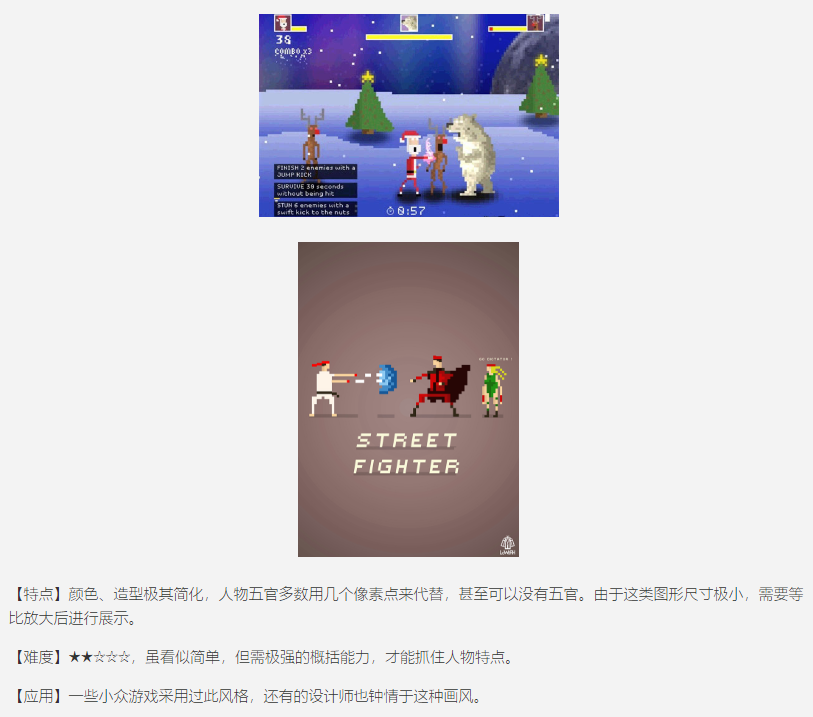 38
COMBO x3
FINISH 2 enemies with a
JUMP KICK
SURVIVE 30 seconds
without being hit
STUN 6 enemies with a
swift kick to the nuts
0:57
STREET
FIGHTER
【特点】颜色、造型极其简化，人物五官多数用几个像素点来代替，甚至可以没有五官。由于这类图形尺寸极小，需要等
比放大后进行展示。
【难度】★★☆☆☆，虽看似简单，但需极强的概括能力，才能抓住人物特点。
【应用】一些小众游戏采用过此风格，还有的设计师也钟情于这种画风。